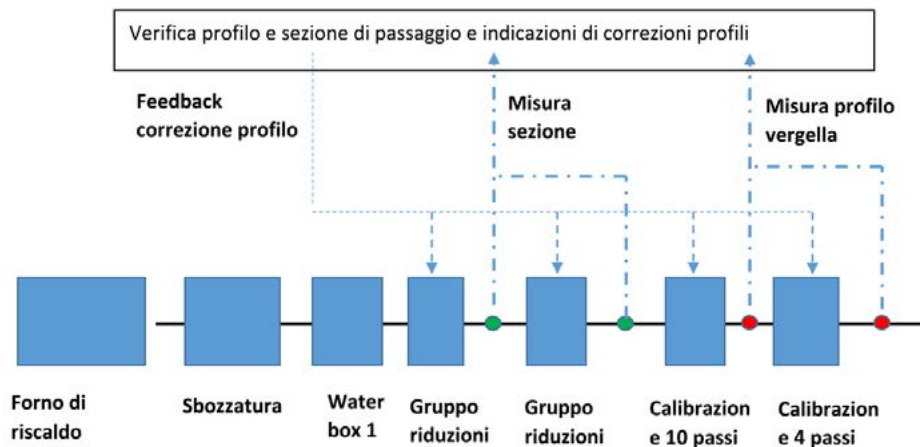 Verifica profilo e sezione di passaggio e indicazioni di correzioni profili
Feedback
correzione profilo
Misura
sezione
Misura profilo
vergella
Forno di
riscaldo
Sbozzatura
Water
box 1
Gruppo
riduzioni
Gruppo
riduzioni
Calibrazion
e 10 passi
Calibrazion
e 4 passi